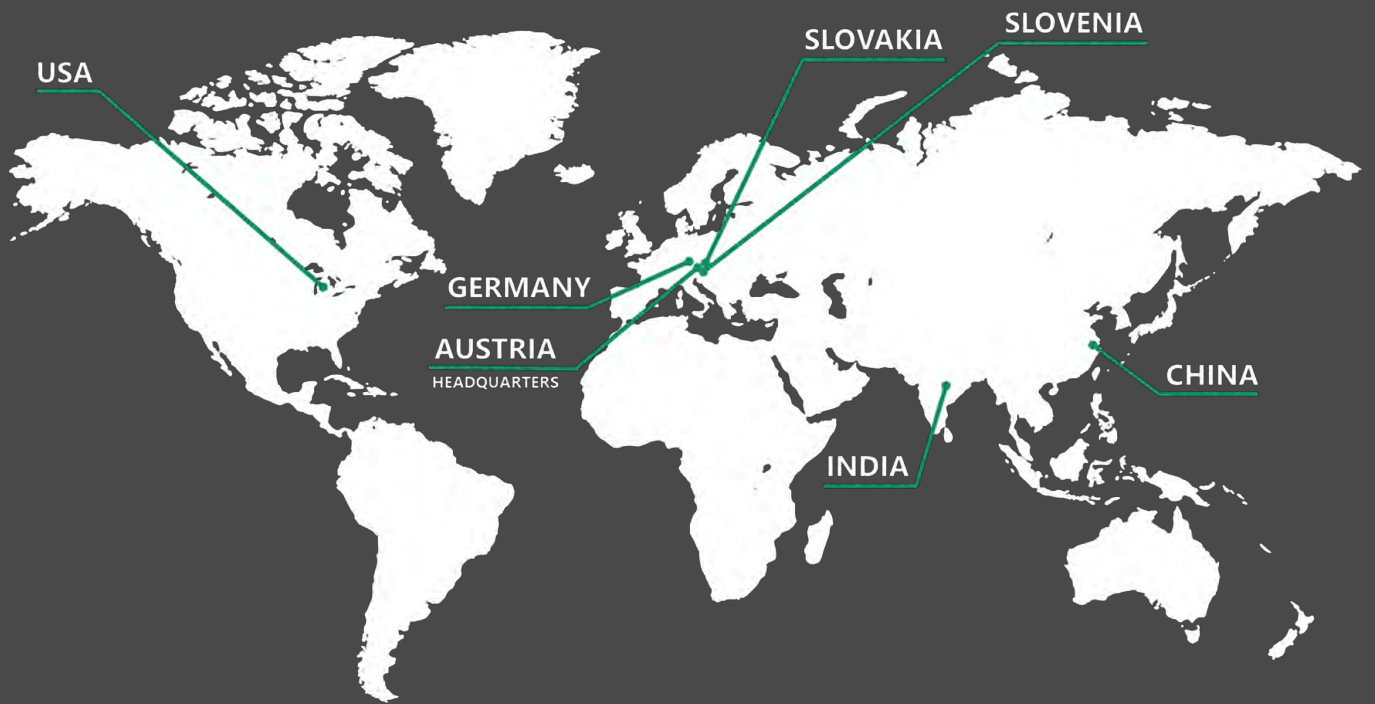 SLOVENIA
SLOVAKIA
USA
GERMANY
AUSTRIA
HEADQUARTERS
CHINA
INDIA